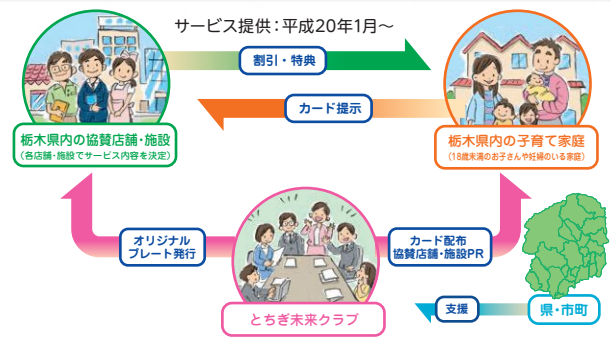 サービス提供：平成20年1月～
割引・特典
カード提示
栃木県内の協賛店舗・施設
（各店舗・施設でサービス内容を決定）
栃木県内の子育て家庭
（18歳未満のお子さんや妊婦のいる家庭）
オリジナル
プレート発行
カード配布
協賛店舗・施設PR
とちぎ未来クラブ
支援
県・市町